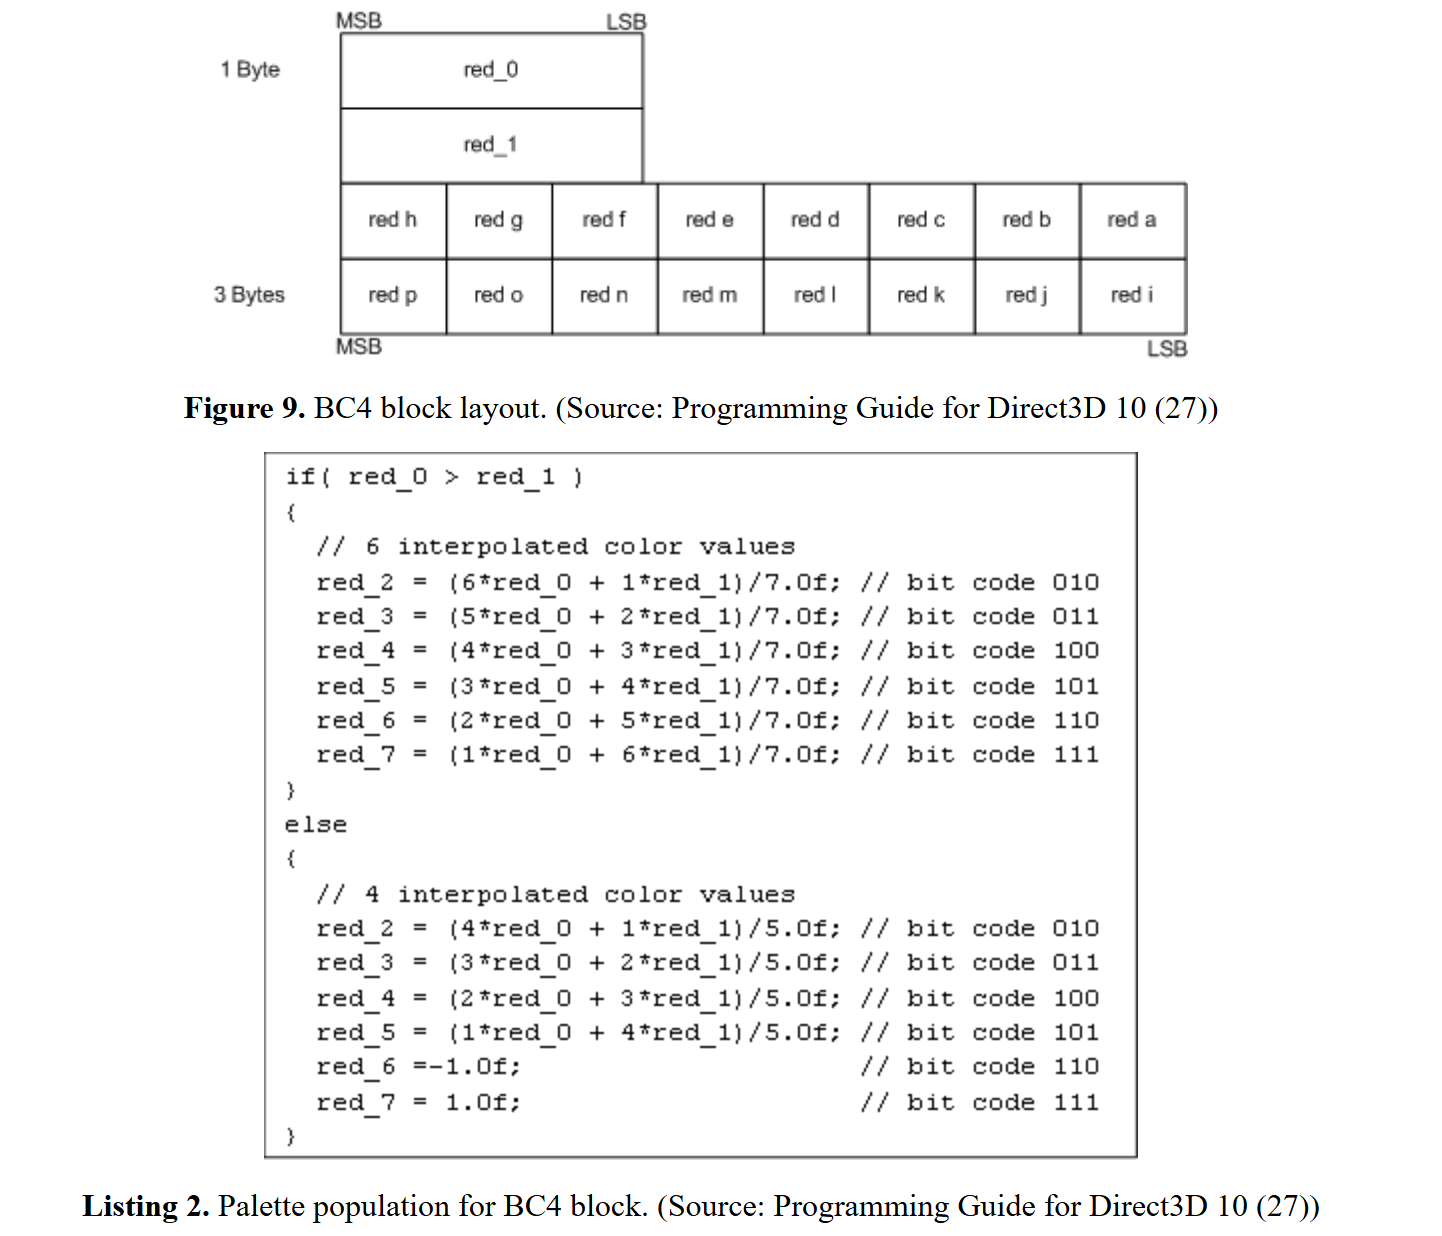 MSB LSB
1 Byte red_0
red_1
red h red g red f red e red d red c red b red a
3 Bytes red p red o red n red m red l red k red j red i
MSB LSB
Figure 9. BC4 block layout. (Source: Programming Guide for Direct3D 10 (27))
if( red_0 > red_1 )
{
// 6 interpolated color values
red_2 = (6*red_0 + 1*red_1)/7.0f; // bit code 010
red_3 = (5*red_0 + 2*red_1)/7.0f; // bit code 011
red_4 = (4*red_0 + 3*red_1)/7.0f; // bit code 100
red_5 = (3*red_0 + 4*red_1)/7.0f; // bit code 101
red_6 = (2*red_0 + 5*red_1)/7.0f; // bit code 110
red_7 = (1*red_0 + 6*red_1)/7.0f; // bit code 111
}
else
{
// 4 interpolated color values
red_2 = (4*red_0 + 1*red_1)/5.0f; // bit code 010
red_3 = (3*red_0 + 2*red_1)/5.0f; // bit code 011
red_4 = (2*red_0 + 3*red_1)/5.0f; // bit code 100
red_5 = (1*red_0 + 4*red_1)/5.0f; // bit code 101
red_6 =-1.0f; // bit code 110
red_7 = 1.0f; // bit code 111
}
Listing 2. Palette population for BC4 block. (Source: Programming Guide for Direct3D 10 (27))